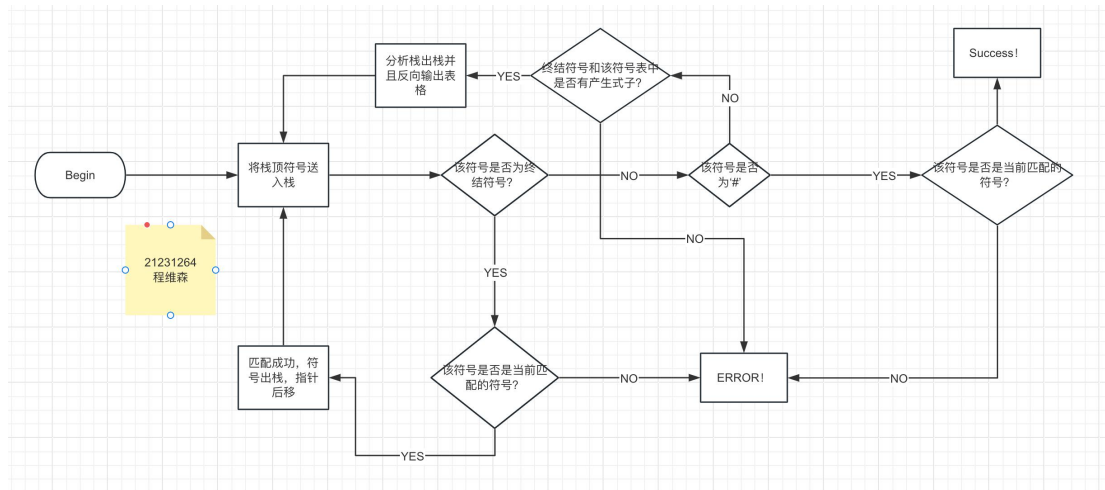 分析栈出栈并
且反向输出表
格
YES
终结符号和该符号表中
是否有产生式子?
Success!
NO
Begin
将栈顶符号送
入栈
该符号是否为终
结符号?
NO
该符号是否
为‘#’
YES
该符号是否是当前匹配的
符号?
NO
21231264
程维森
YES
匹配成功，符
号出栈，指针
后移
该符号是否是当前匹
配的符号?
NO
ERROR!
NO
YES